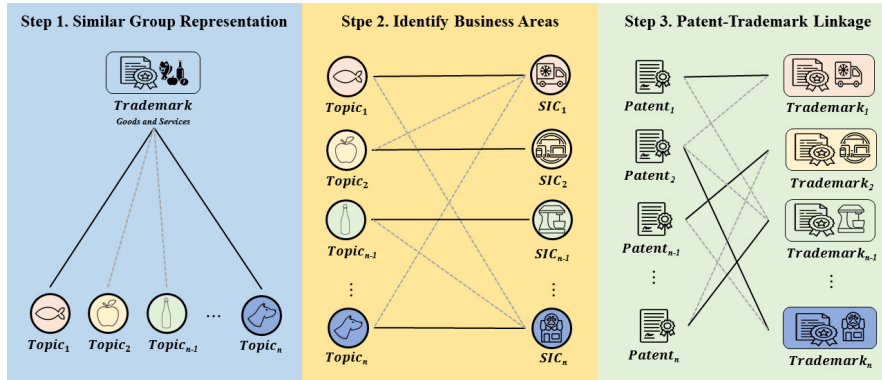 Step 1. Similar Group Representation
Trademark
Goods and Services
Topic1
Topic2
Topicn-1
...
Topicn
Stpe 2. Identify Business Areas
Topic1
SIC1
Topic2
SIC2
Topicn-1
SICn-1
⋮
⋮
Topicn
SICn
Step 3. Patent-Trademark Linkage
Patent1
Trademark1
Patent2
Trademark2
Patentn-1
Trademarkn-1
⋮
⋮
Patentn
Trademarkn